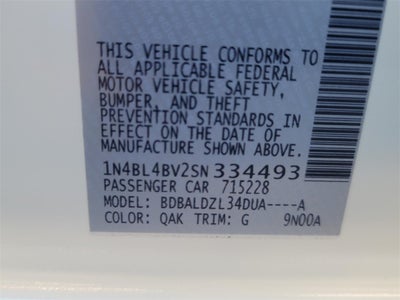 THIS VEHICLE CONFORMS TO
ALL APPLICABLE FEDERAL
MOTOR VEHICLE SAFETY,
BUMPER, AND THEFT
PREVENTION STANDARDS IN
EFFECT ON THE DATE OF
MANUFACTURE SHOWN ABOVE.
1N4BL4BV2SN334493
PASSENGER CAR 715228
MODEL: BDBALDZL34DUA----A
COLOR: QAK TRIM: G 9N00A